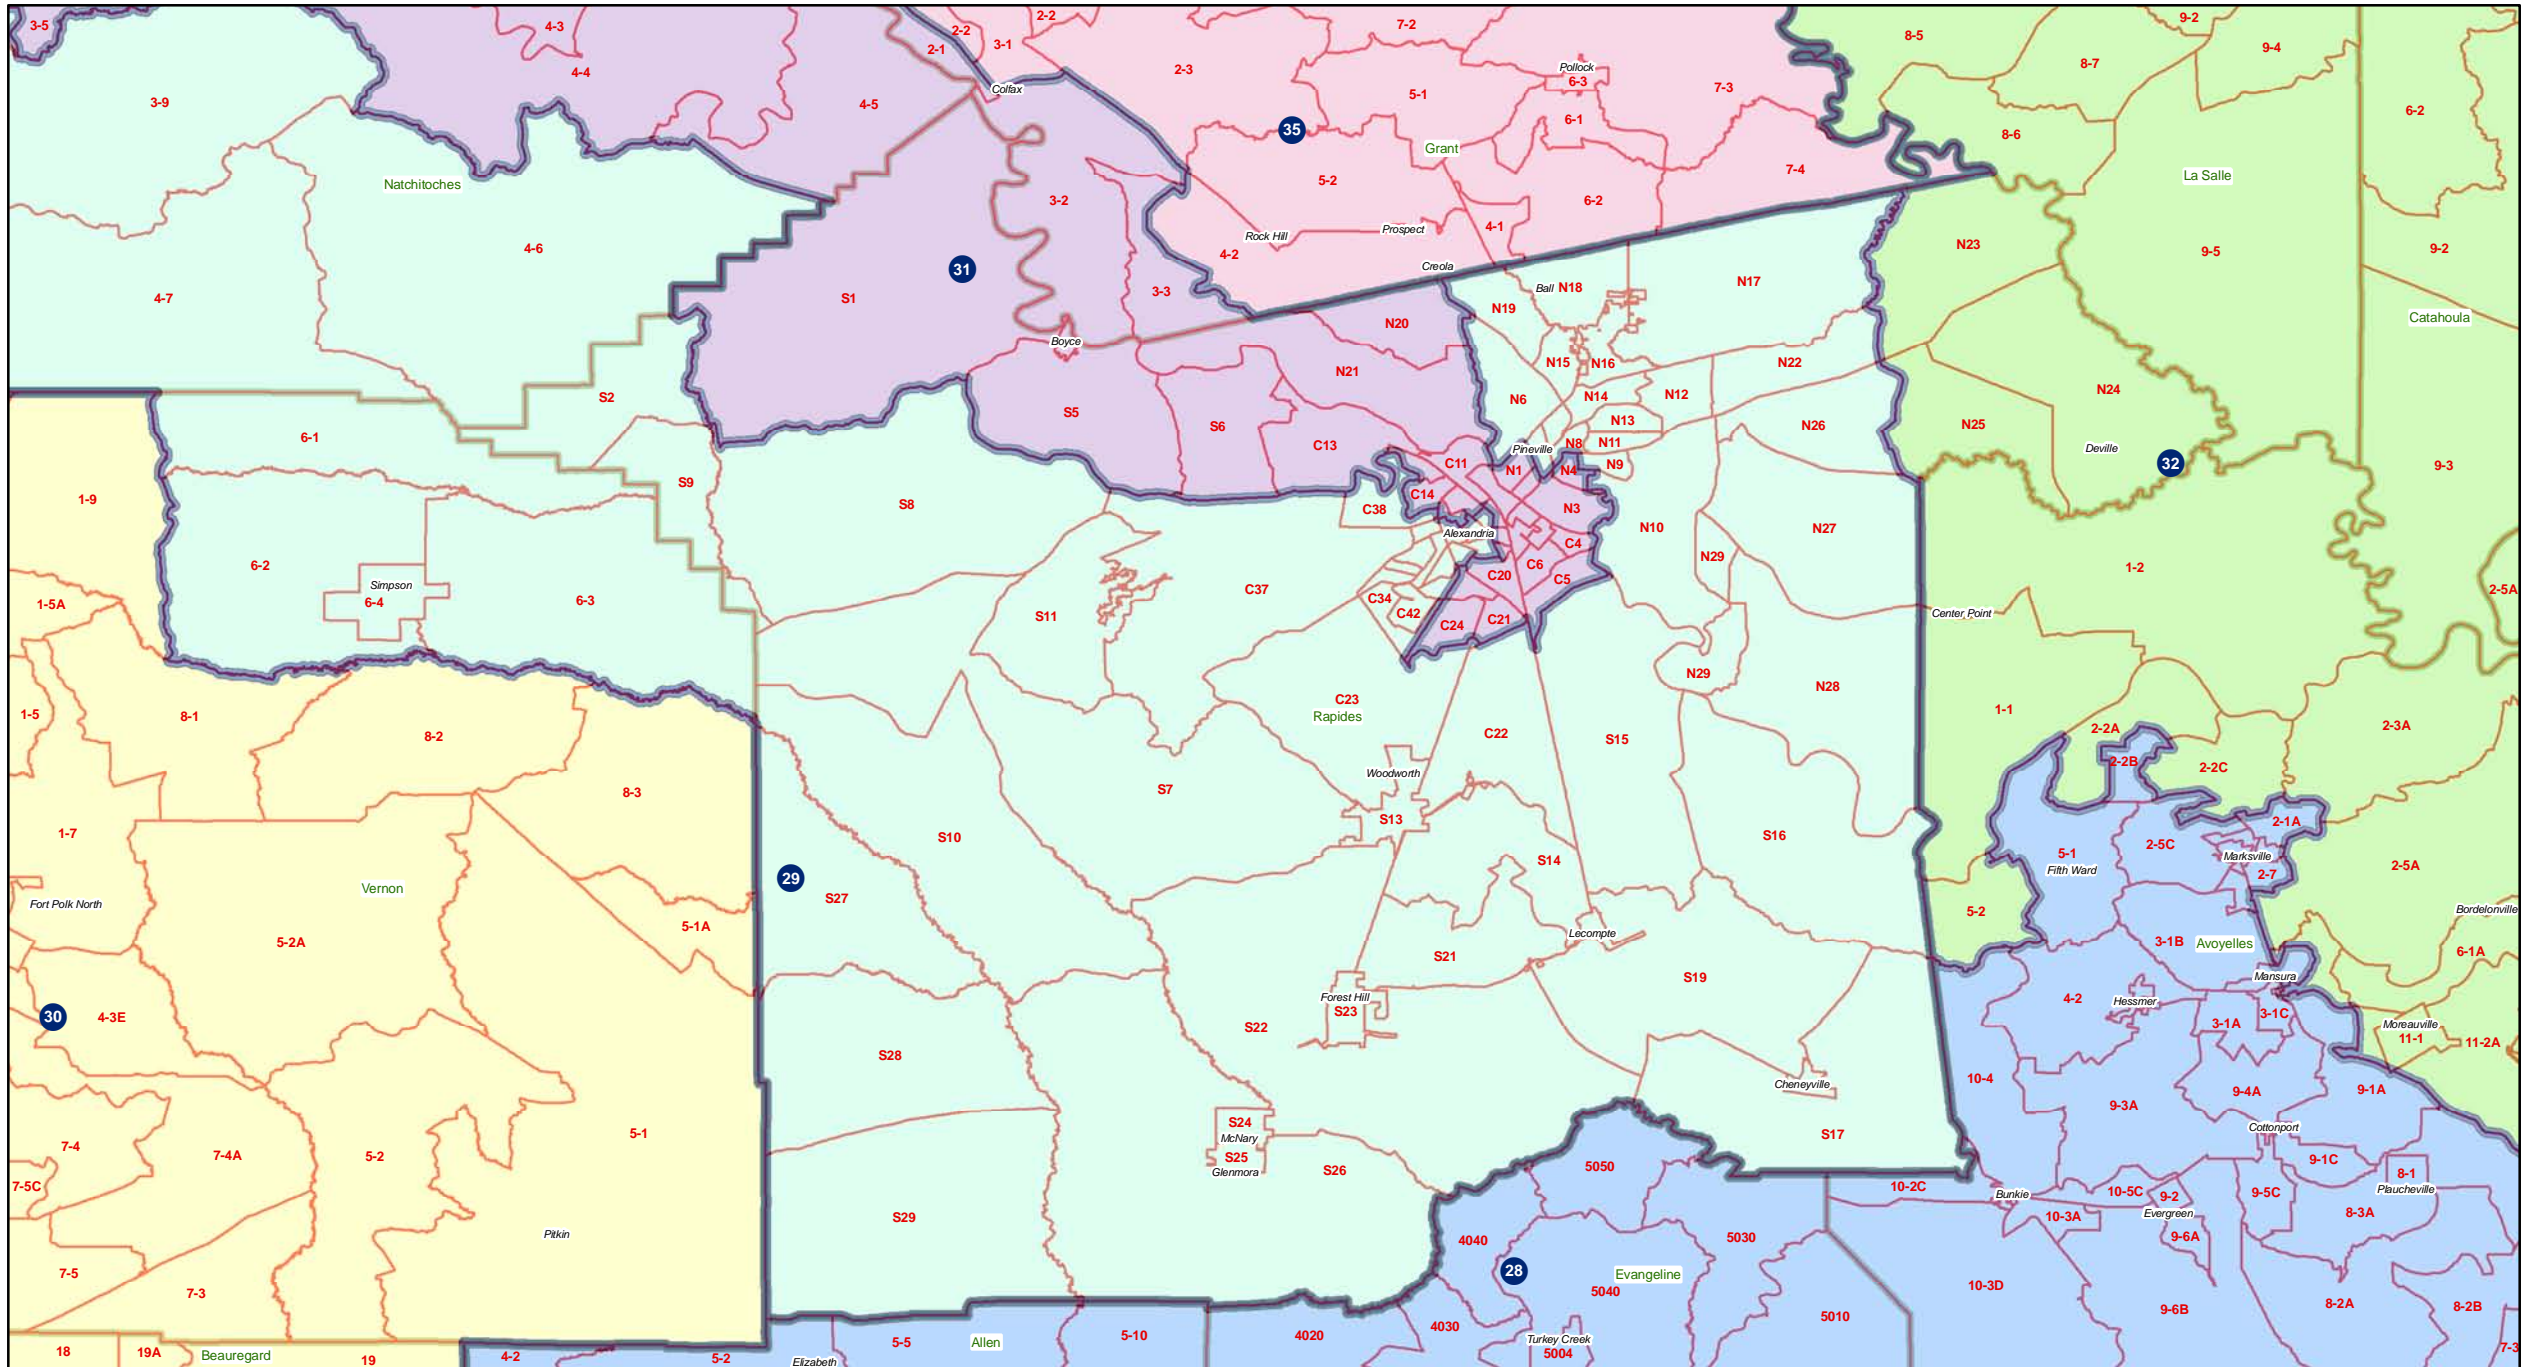 3-5
4-3
2-2
2-2
7-2
8-5
9-2
2-1
3-1
9-4
4-4
2-3
Pollock
6-3
8-7
3-9
4-5
Colfax
5-1
7-3
6-2
35
6-1
8-6
Grant
Natchitoches
5-2
7-4
La Salle
3-2
6-2
Rock Hill
Prospect
4-1
4-6
4-2
N23
9-5
9-2
31
Creola
4-7
S1
3-3
Ball
N18
N17
N19
Catahoula
N20
Boyce
N15
N16
N22
N21
S2
N6
N14
N12
N24
S5
S6
N13
N26
N25
6-1
C13
N8
N11
Pineville
Deville
32
C11
N1
N4
N9
9-3
1-9
S9
C14
S8
C38
N3
N10
N27
Alexandria
C4
N29
6-2
Simpson
6-4
6-3
C6
C20
C5
1-2
C37
2-5A
1-5A
S11
C34
C42
Center Point
C24
C21
N29
N28
1-5
8-1
C23
Rapides
1-1
8-2
C22
S15
2-2A
2-3A
2-2B
2-2C
Woodworth
8-3
S7
1-7
S13
2-1A
S10
S16
2-5C
5-1
Fifth Ward
Marksville
S14
2-5A
29
2-7
Vernon
S27
Fort Polk North
5-2
Bordelonville
5-1A
Lecompte
5-2A
3-1B
Avoyelles
6-1A
S21
S19
Mansura
Forest Hill
S23
4-2
Hessmer
30
4-3E
3-1A
3-1C
Moreauville
11-1
11-2A
S22
S28
10-4
Cheneyville
9-3A
9-4A
9-1A
S24
McNary
S25
Glenmora
S17
Cottonport
5-1
7-4
7-4A
5-2
S26
5050
9-1C
8-1
Plaucheville
7-5C
10-2C
Bunkie
10-5C
9-2
9-5C
Evergreen
8-3A
S29
10-3A
Pitkin
4040
5030
9-6A
7-5
28
Evangeline
7-3
5040
10-3D
9-6B
8-2A
8-2B
4030
5010
5-10
4020
Turkey Creek
5004
5-5
Allen
18
19A
Beauregard
19
4-2
5-2
Elizabeth
7-3